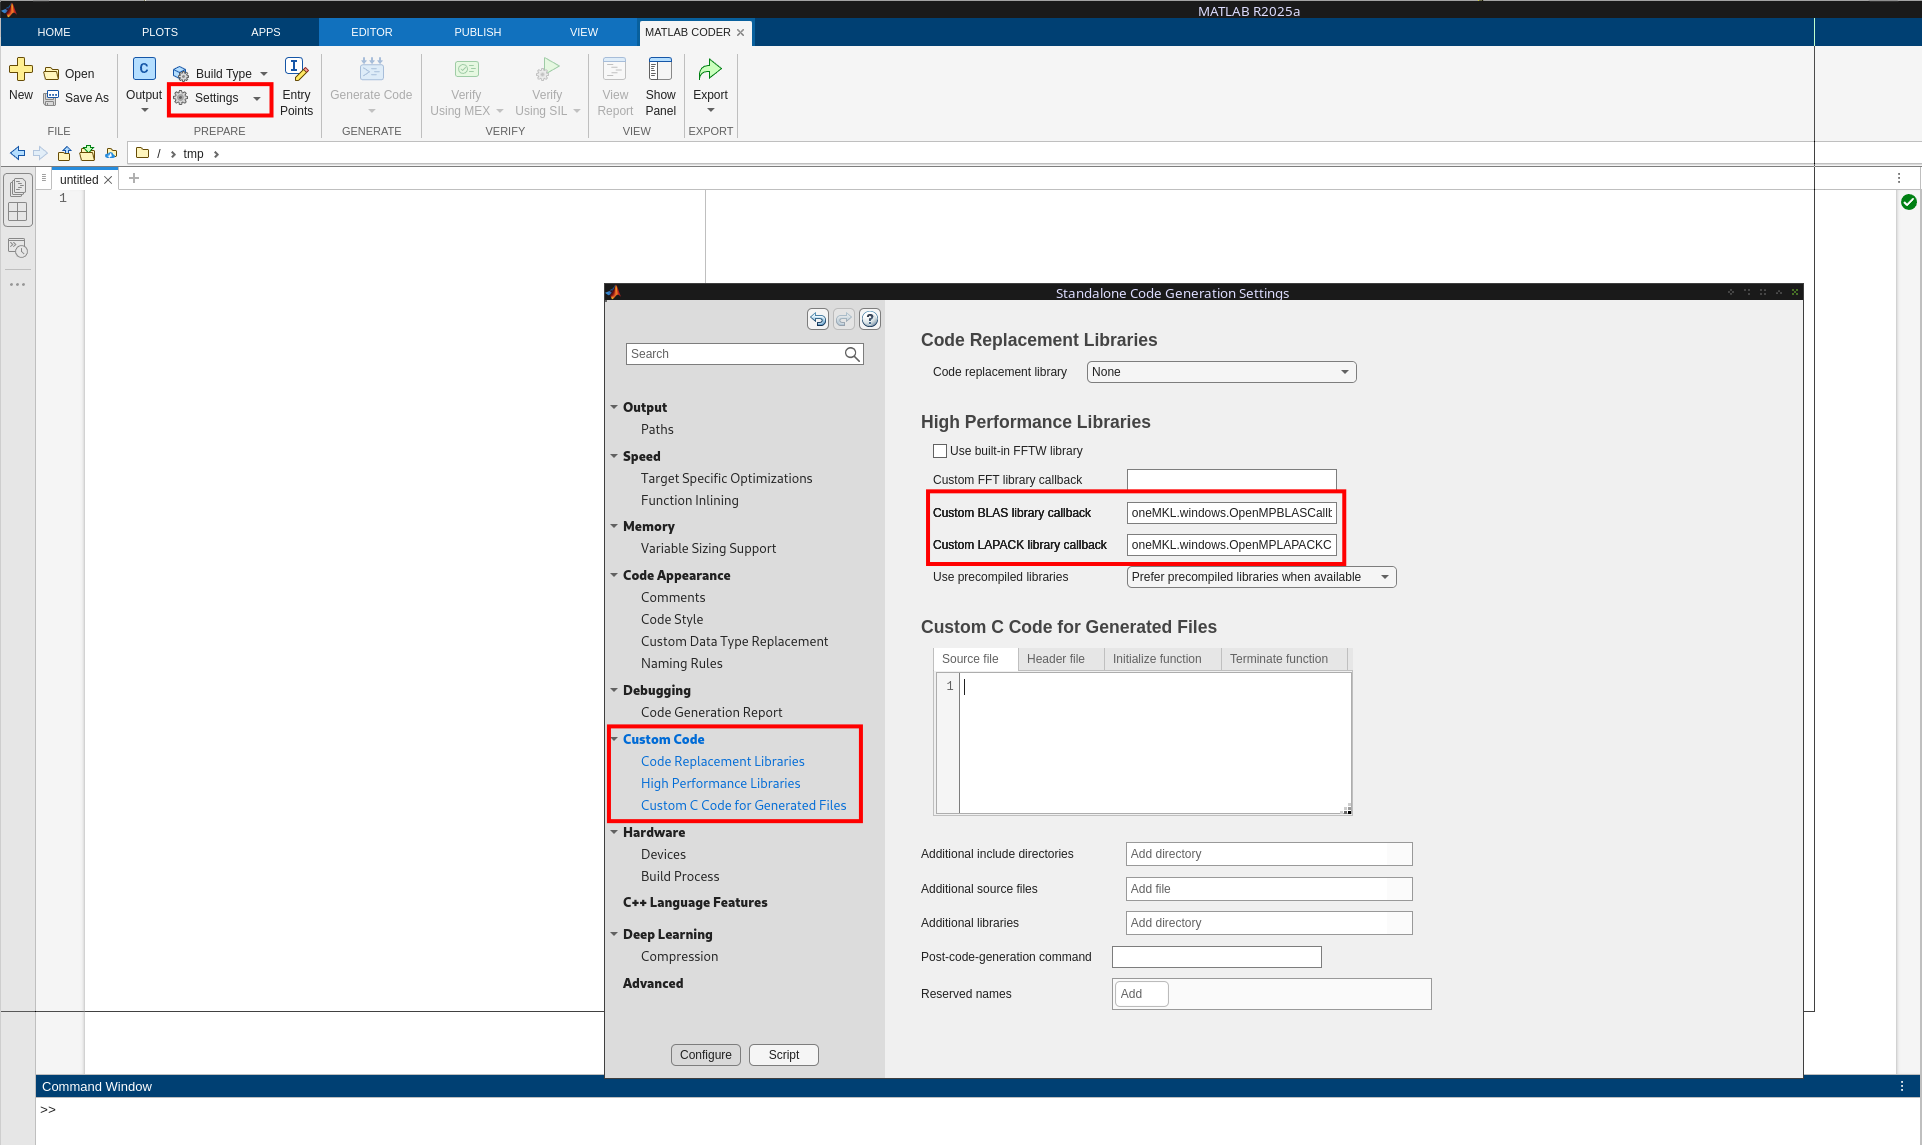 MATLAB R2025a
HOME PLOTS APPS EDITOR PUBLISH VIEW MATLAB CODER
New
Open
Save As
FILE
C
Output
Build Type
Settings
Entry
Points
PREPARE
Generate Code
GENERATE
Verify
Using MEX
Verify
Using SIL
VERIFY
View
Report
Show
Panel
VIEW
Export
EXPORT
/ tmp
untitled
1
Standalone Code Generation Settings
Search
Output
Paths
Speed
Target Specific Optimizations
Function Inlining
Memory
Variable Sizing Support
Code Appearance
Comments
Code Style
Custom Data Type Replacement
Naming Rules
Debugging
Code Generation Report
Custom Code
Code Replacement Libraries
High Performance Libraries
Custom C Code for Generated Files
Hardware
Devices
Build Process
C++ Language Features
Deep Learning
Compression
Advanced
Configure Script
Code Replacement Libraries
Code replacement library None
High Performance Libraries
Use built-in FFTW library
Custom FFT library callback
Custom BLAS library callback oneMKL.windows.OpenMPBLASCallb
Custom LAPACK library callback oneMKL.windows.OpenMPLAPACKC
Use precompiled libraries Prefer precompiled libraries when available
Custom C Code for Generated Files
Source file Header file Initialize function Terminate function
1
Additional include directories Add directory
Additional source files Add file
Additional libraries Add directory
Post-code-generation command
Reserved names Add
Command Window
>>